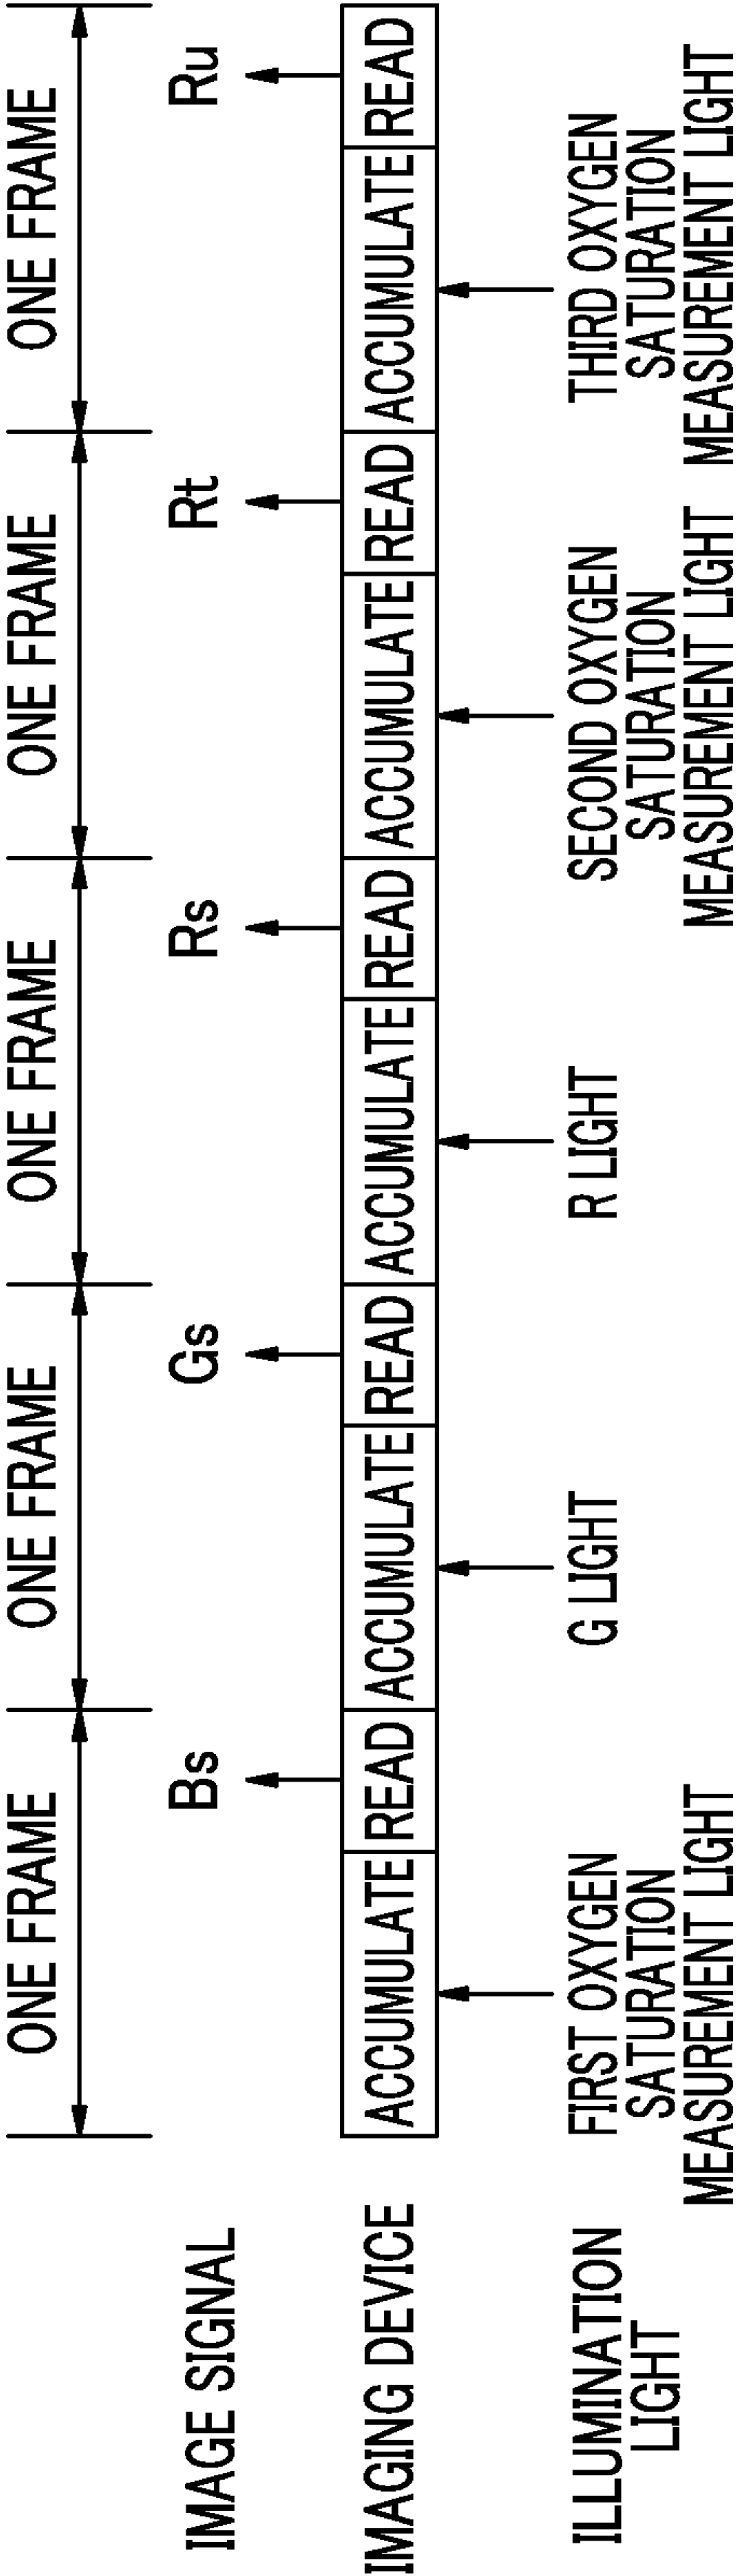 ONE FRAME
ONE FRAME
ONE FRAME
ONE FRAME
ONE FRAME
IMAGE SIGNAL
Bs
Gs
Rs
Rt
Ru
IMAGING DEVICE
ACCUMULATE
READ
ACCUMULATE
READ
ACCUMULATE
READ
ACCUMULATE
READ
ACCUMULATE
READ
ILLUMINATION
LIGHT
FIRST OXYGEN
SATURATION
MEASUREMENT LIGHT
G LIGHT
R LIGHT
SECOND OXYGEN
SATURATION
MEASUREMENT LIGHT
THIRD OXYGEN
SATURATION
MEASUREMENT LIGHT